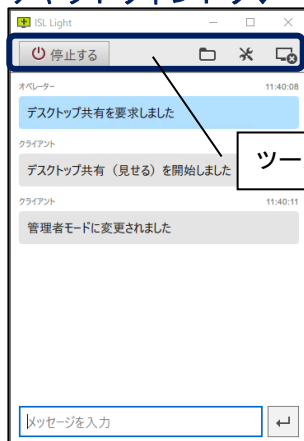 ISL Light
停止する
オペレーター 11:40:08
デスクトップ共有を要求しました
クライアント
デスクトップ共有（見せる）を開始しました
ツー
クライアント 11:40:11
管理者モードに変更されました
メッセージを入力